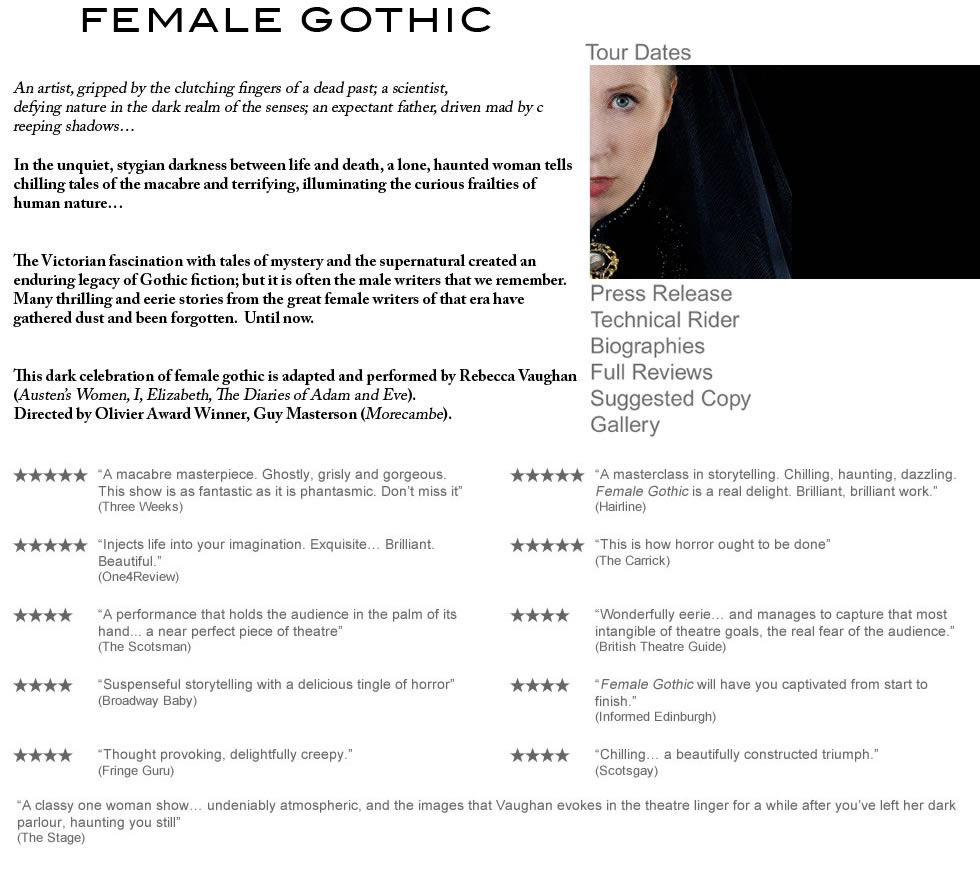 FEMALE GOTHIC
Tour Dates
An artist, gripped by the clutching fingers of a dead past; a scientist,
defying nature in the dark realm of the senses; an expectant father, driven mad by c
reeping shadows…
In the unquiet, stygian darkness between life and death, a lone, haunted woman tells
chilling tales of the macabre and terrifying, illuminating the curious frailties of
human nature…
The Victorian fascination with tales of mystery and the supernatural created an
enduring legacy of Gothic fiction; but it is often the male writers that we remember.
Many thrilling and eerie stories from the great female writers of that era have
gathered dust and been forgotten.  Until now.
This dark celebration of female gothic is adapted and performed by Rebecca Vaughan
(Austen’s Women, I, Elizabeth, The Diaries of Adam and Eve).
Directed by Olivier Award Winner, Guy Masterson (Morecambe).
Press Release
Technical Rider
Biographies
Full Reviews
Suggested Copy
Gallery
★★★★★ “A macabre masterpiece. Ghostly, grisly and gorgeous.
This show is as fantastic as it is phantasmic. Don’t miss it”
(Three Weeks)
★★★★★ “A masterclass in storytelling. Chilling, haunting, dazzling.
Female Gothic is a real delight. Brilliant, brilliant work.”
(Hairline)
★★★★★ “Injects life into your imagination. Exquisite… Brilliant.
Beautiful.”
(One4Review)
★★★★★ “This is how horror ought to be done”
(The Carrick)
★★★★ “A performance that holds the audience in the palm of its
hand... a near perfect piece of theatre”
(The Scotsman)
★★★★ “Wonderfully eerie… and manages to capture that most
intangible of theatre goals, the real fear of the audience.”
(British Theatre Guide)
★★★★ “Suspenseful storytelling with a delicious tingle of horror”
(Broadway Baby)
★★★★ “Female Gothic will have you captivated from start to
finish.”
(Informed Edinburgh)
★★★★ “Thought provoking, delightfully creepy.”
(Fringe Guru)
★★★★ “Chilling… a beautifully constructed triumph.”
(Scotsgay)
“A classy one woman show… undeniably atmospheric, and the images that Vaughan evokes in the theatre linger for a while after you’ve left her dark
parlour, haunting you still”
(The Stage)